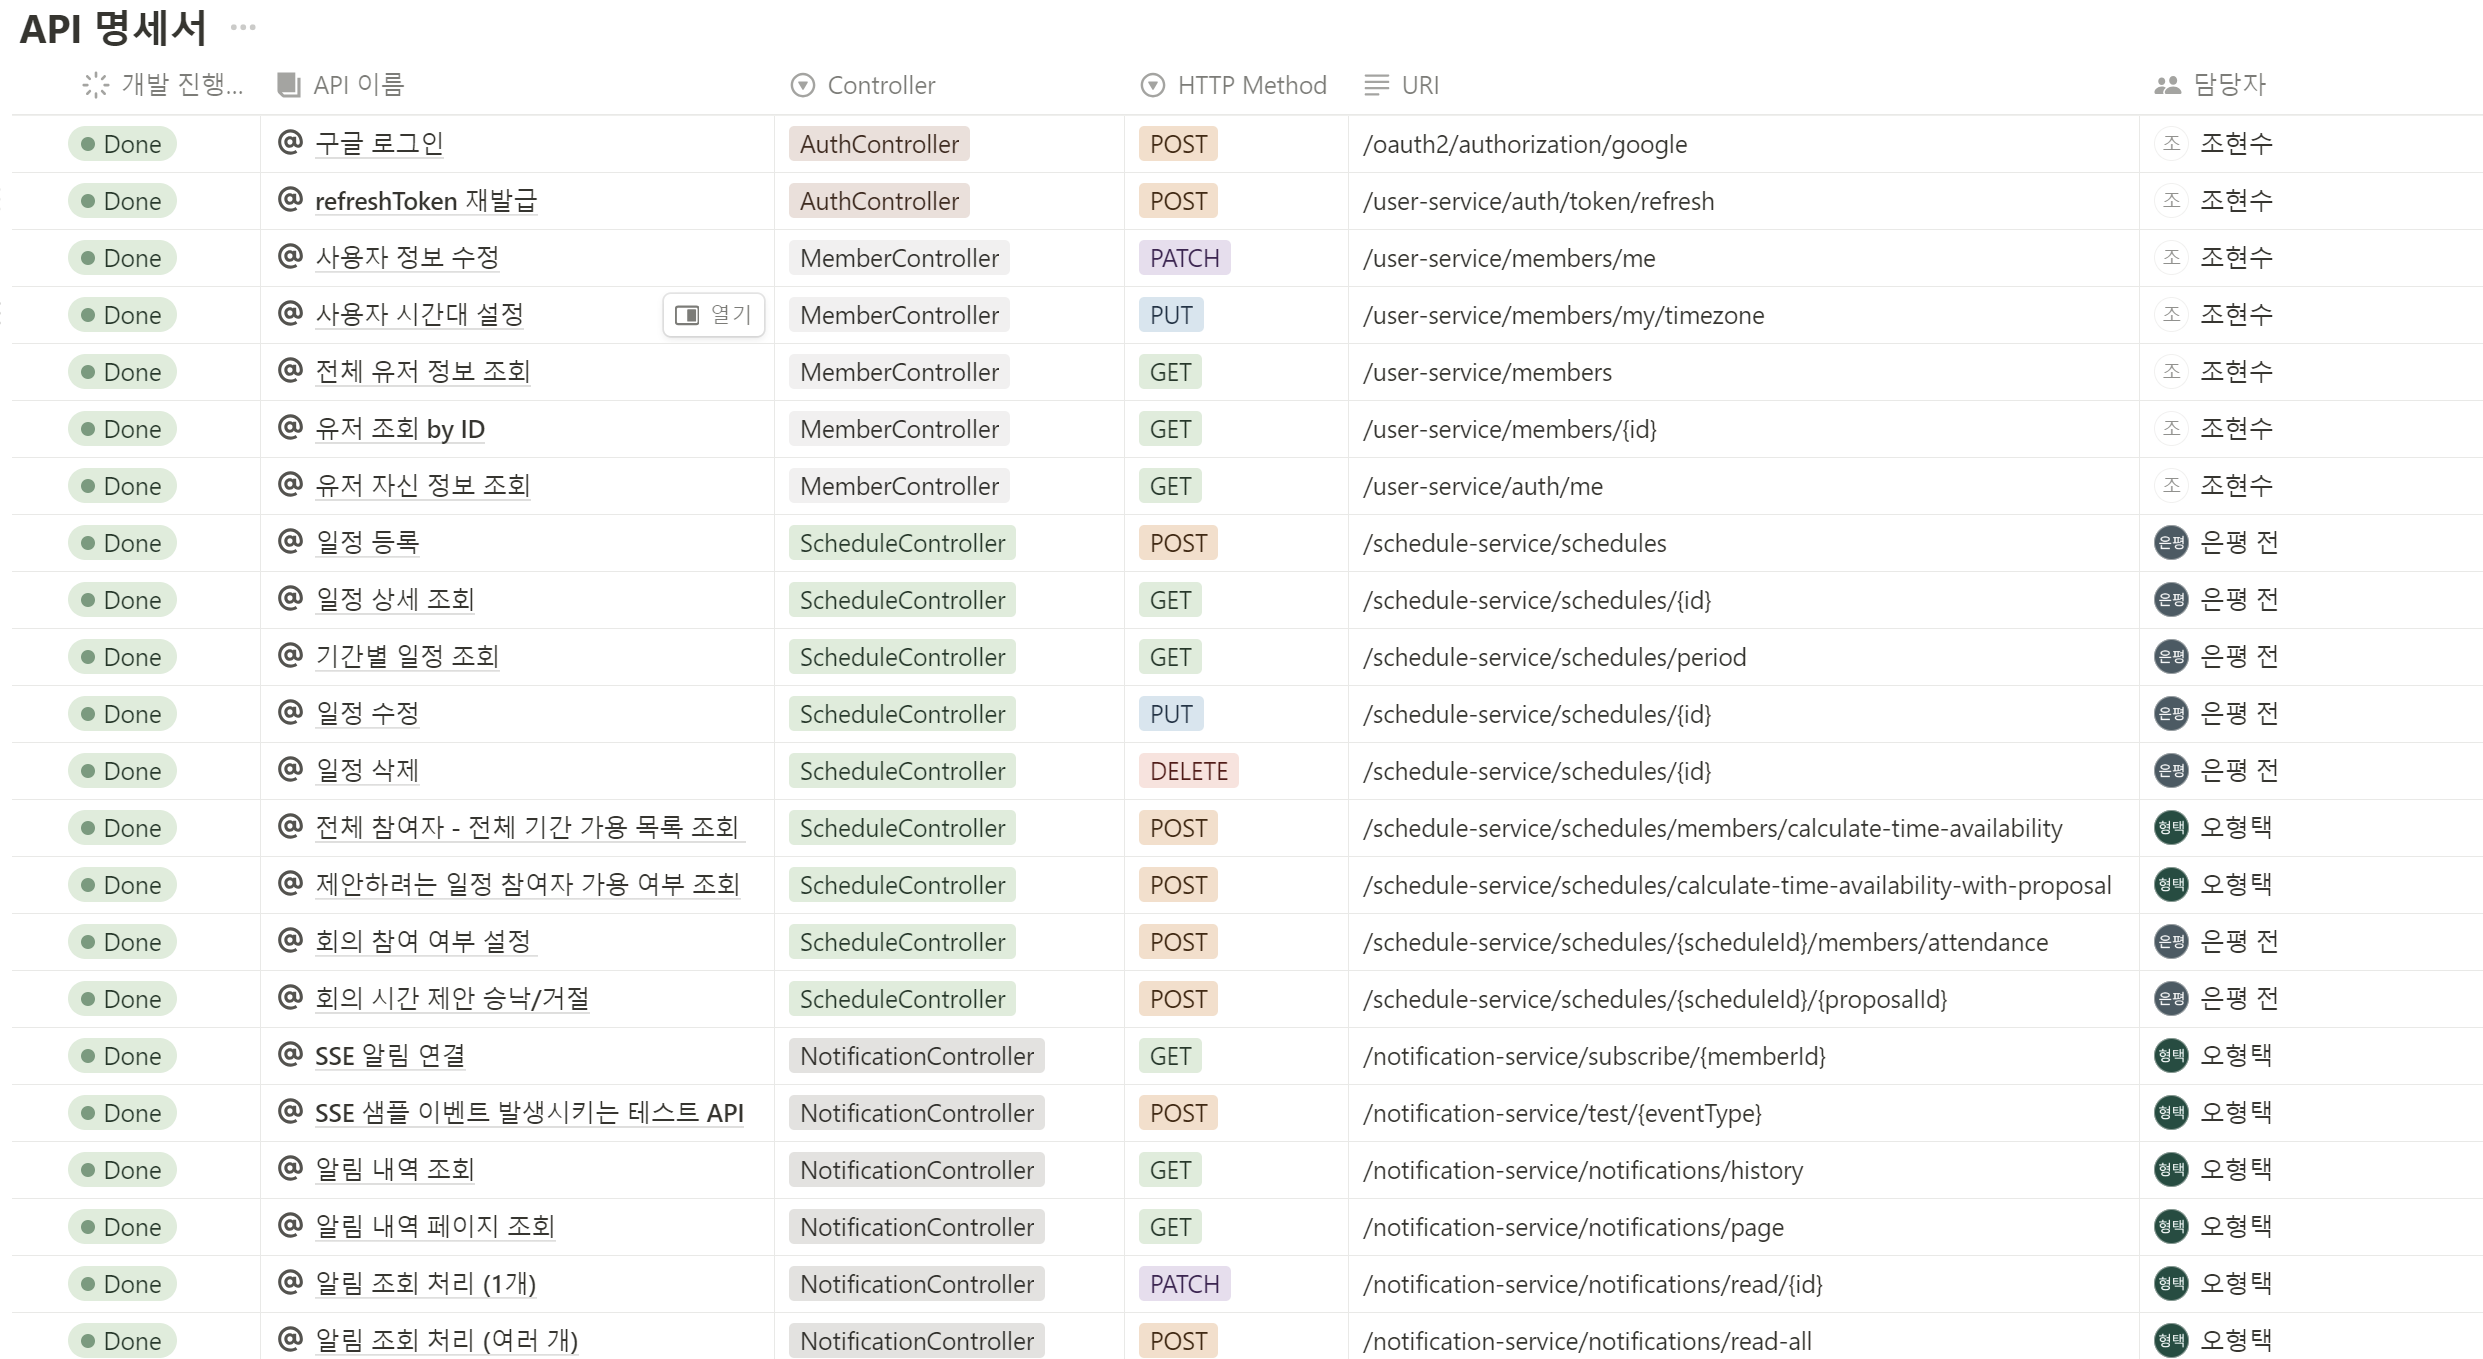 API 명세서 ...
개발 진행... API 이름 Controller HTTP Method URI 담당자
Done @ 구글 로그인 AuthController POST /oauth2/authorization/google 조 조현수
Done @ refreshToken 재발급 AuthController POST /user-service/auth/token/refresh 조 조현수
Done @ 사용자 정보 수정 MemberController PATCH /user-service/members/me 조 조현수
Done @ 사용자 시간대 설정 열기 MemberController PUT /user-service/members/my/timezone 조 조현수
Done @ 전체 유저 정보 조회 MemberController GET /user-service/members 조 조현수
Done @ 유저 조회 by ID MemberController GET /user-service/members/{id} 조 조현수
Done @ 유저 자신 정보 조회 MemberController GET /user-service/auth/me 조 조현수
Done @ 일정 등록 ScheduleController POST /schedule-service/schedules 은평 은평 전
Done @ 일정 상세 조회 ScheduleController GET /schedule-service/schedules/{id} 은평 은평 전
Done @ 기간별 일정 조회 ScheduleController GET /schedule-service/schedules/period 은평 은평 전
Done @ 일정 수정 ScheduleController PUT /schedule-service/schedules/{id} 은평 은평 전
Done @ 일정 삭제 ScheduleController DELETE /schedule-service/schedules/{id} 은평 은평 전
Done @ 전체 참여자 - 전체 기간 가용 목록 조회 ScheduleController POST /schedule-service/schedules/members/calculate-time-availability 형택 오형택
Done @ 제안하려는 일정 참여자 가용 여부 조회 ScheduleController POST /schedule-service/schedules/calculate-time-availability-with-proposal 형택 오형택
Done @ 회의 참여 여부 설정 ScheduleController POST /schedule-service/schedules/{scheduleId}/members/attendance 은평 은평 전
Done @ 회의 시간 제안 승낙/거절 ScheduleController POST /schedule-service/schedules/{scheduleId}/{proposalId} 은평 은평 전
Done @ SSE 알림 연결 NotificationController GET /notification-service/subscribe/{memberId} 형택 오형택
Done @ SSE 샘플 이벤트 발생시키는 테스트 API NotificationController POST /notification-service/test/{eventType} 형택 오형택
Done @ 알림 내역 조회 NotificationController GET /notification-service/notifications/history 형택 오형택
Done @ 알림 내역 페이지 조회 NotificationController GET /notification-service/notifications/page 형택 오형택
Done @ 알림 조회 처리 (1개) NotificationController PATCH /notification-service/notifications/read/{id} 형택 오형택
Done @ 알림 조회 처리 (여러 개) NotificationController POST /notification-service/notifications/read-all 형택 오형택